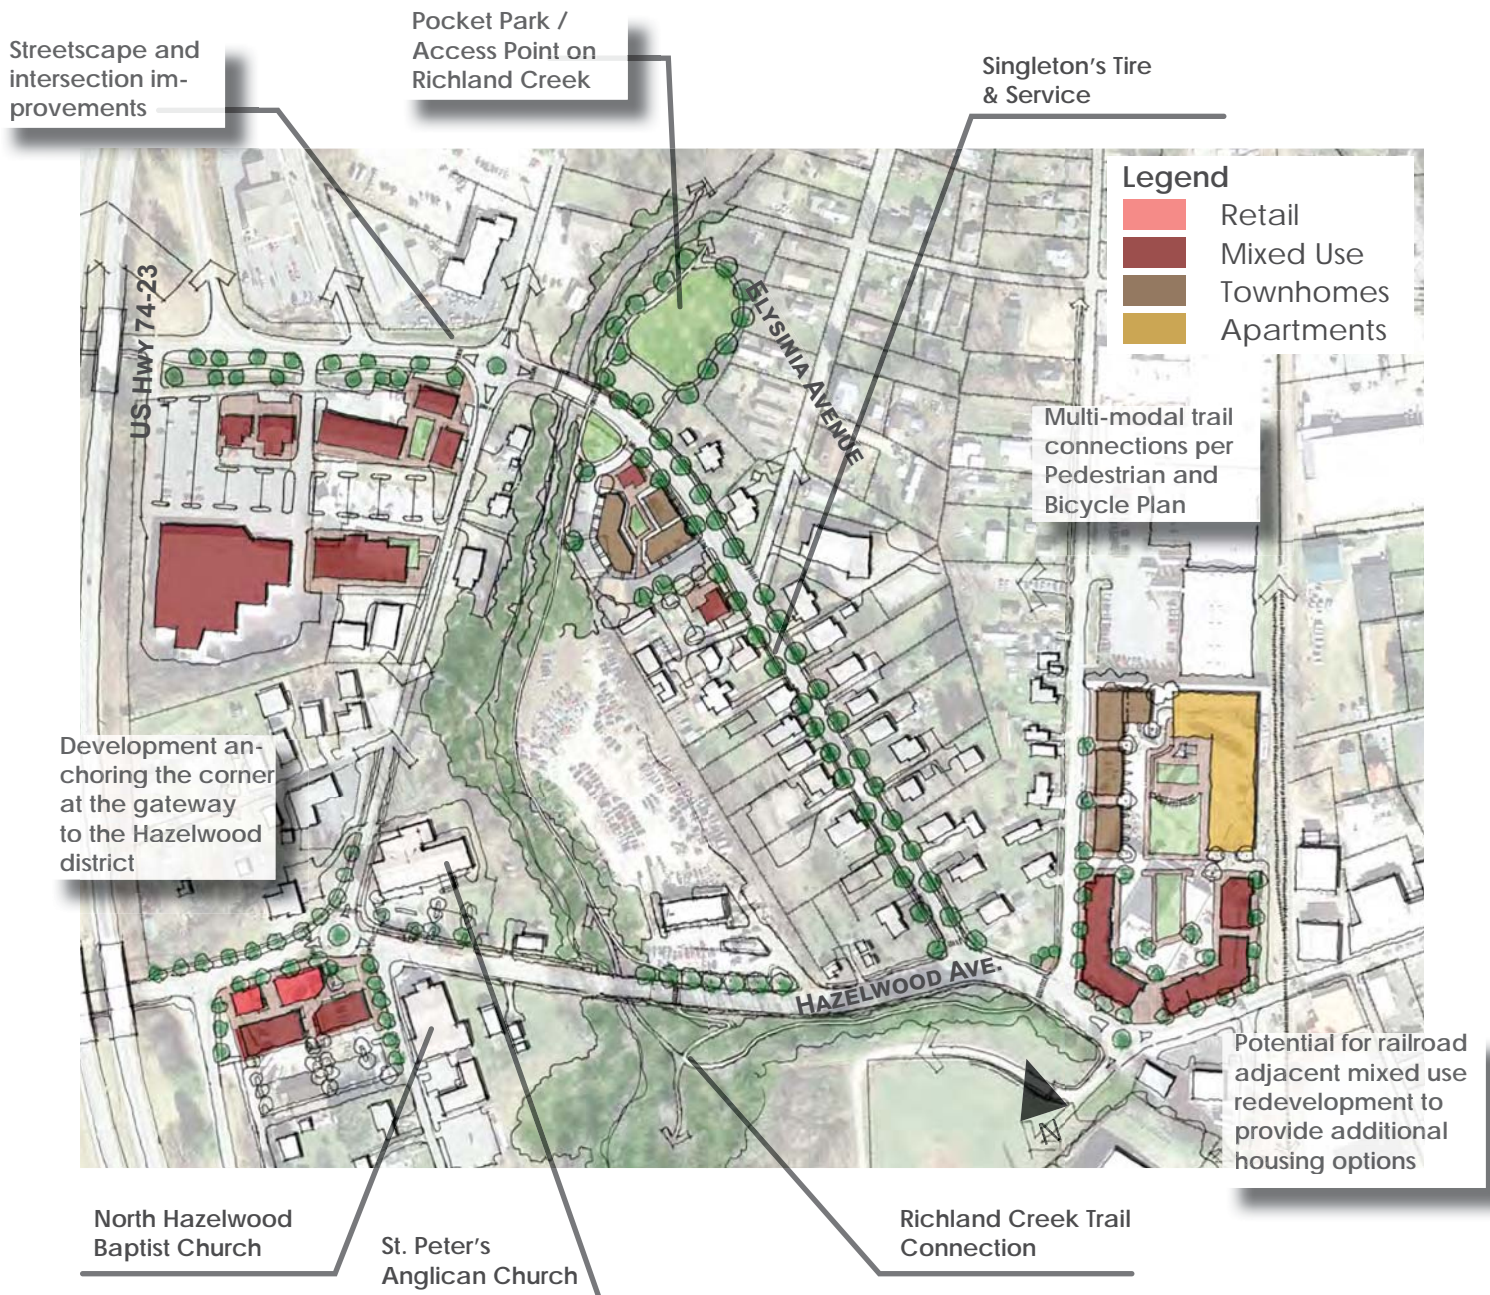 Pocket Park /
Access Point on
Richland Creek
Streetscape and
intersection im-
provements
Singleton's Tire
& Service
Legend
Retail
Mixed Use
Townhomes
Apartments
US HWY 74-23
ELYSINIA AVENUE
Multi-modal trail
connections per
Pedestrian and
Bicycle Plan
Development an-
choring the corner
at the gateway
to the Hazelwood
district
HAZELWOOD AVE.
N
Potential for railroad
adjacent mixed use
redevelopment to
provide additional
housing options
North Hazelwood
Baptist Church
St. Peter's
Anglican Church
Richland Creek Trail
Connection